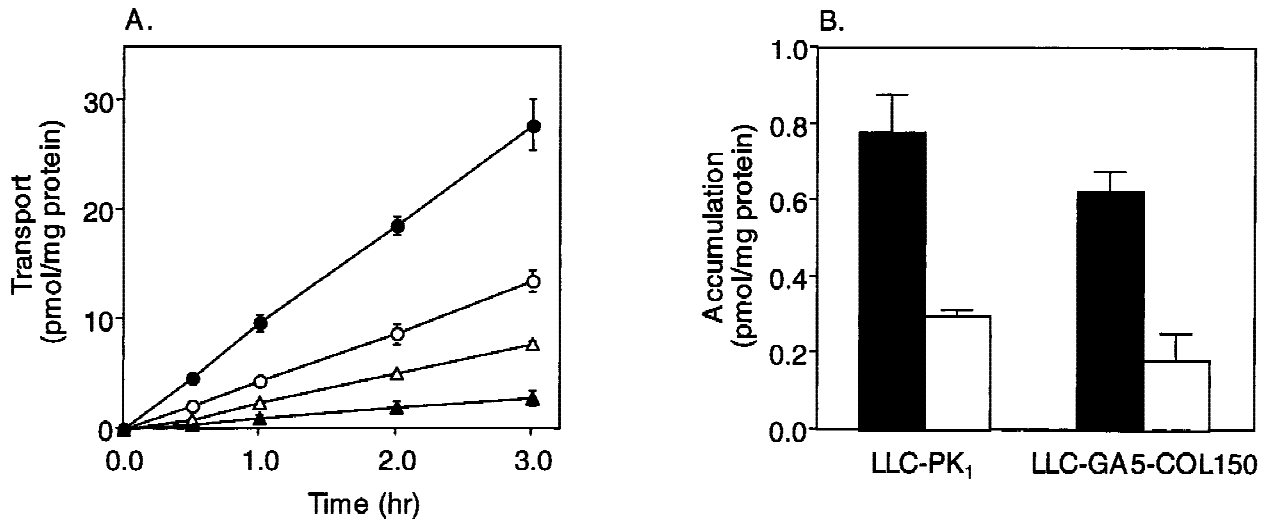 A.
Transport
(pmol/mg protein)
30
20
10
0
0.0 1.0 2.0 3.0
Time (hr)
B.
Accumulation
(pmol/mg protein)
1.0
0.8
0.6
0.4
0.2
0.0
LLC-PK₁ LLC-GA5-COL150